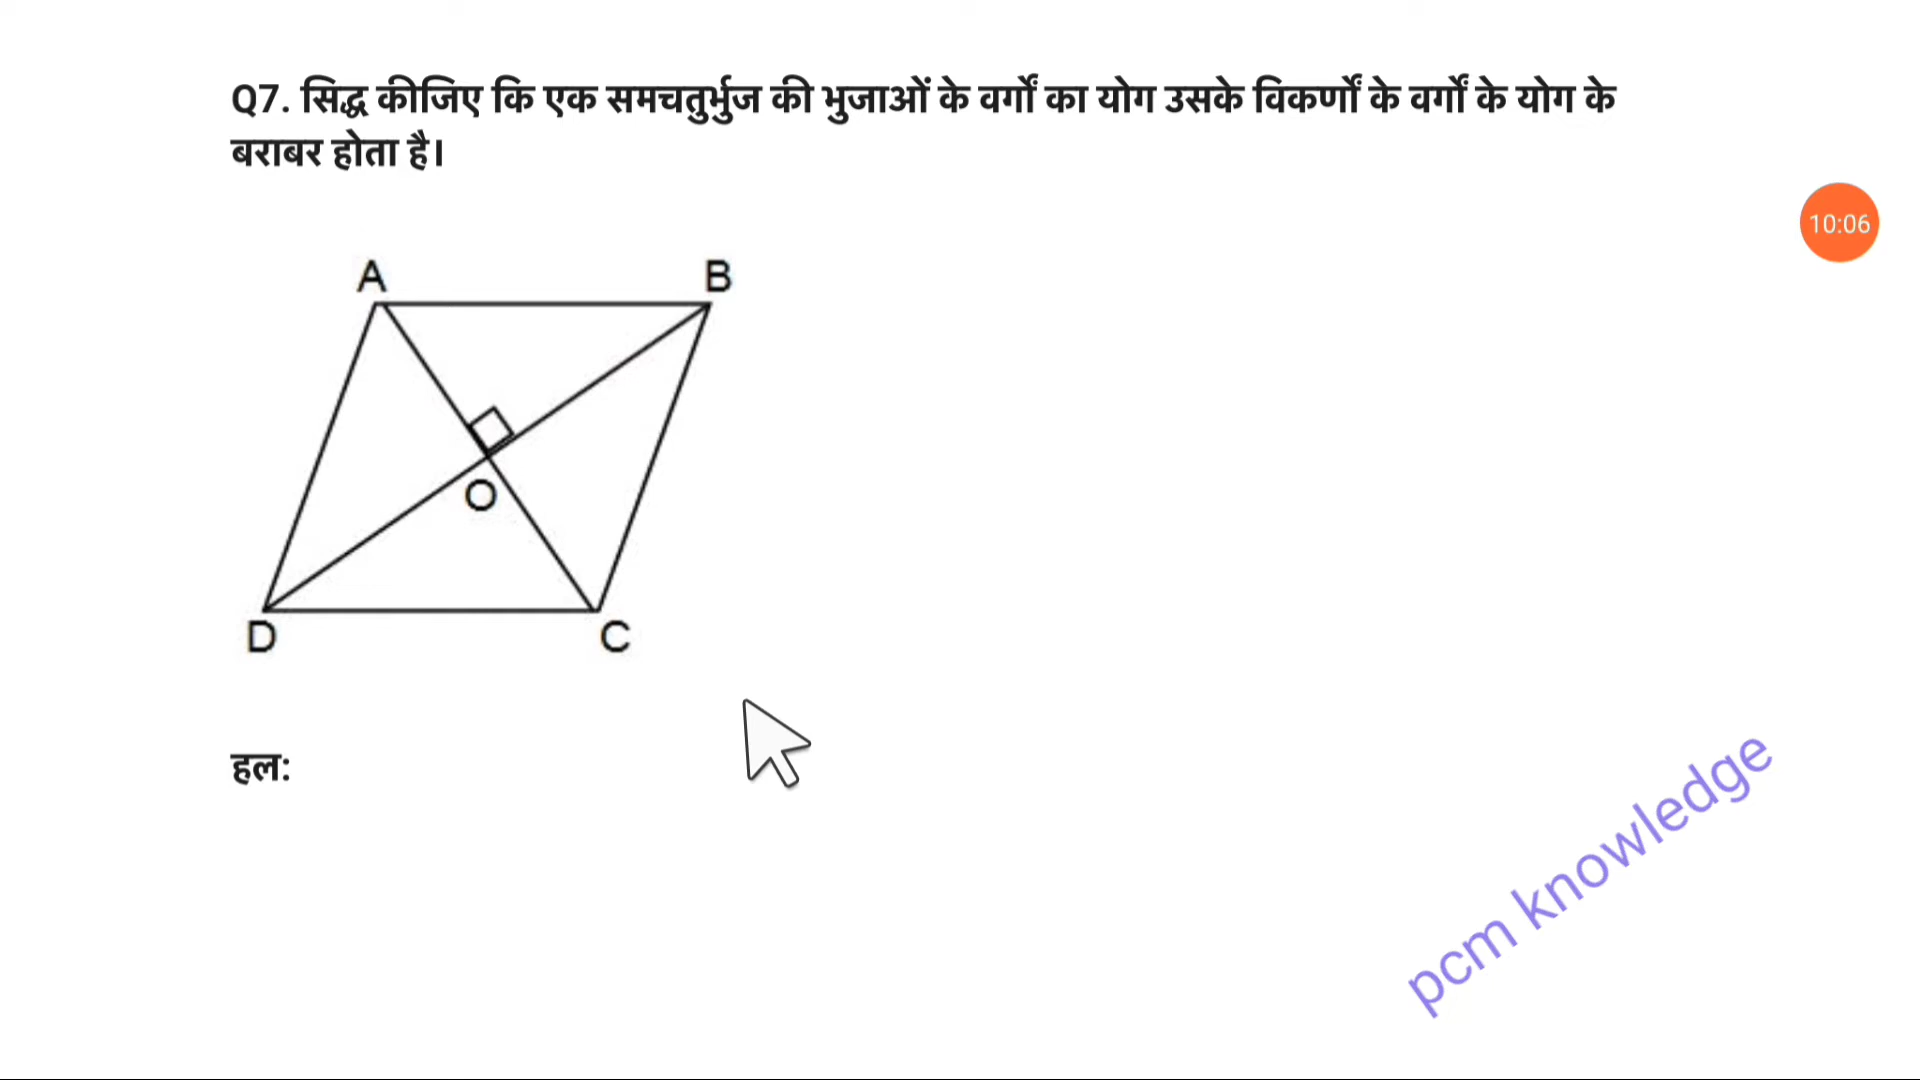 Q7. सिद्ध कीजिए कि एक समचतुर्भुज की भुजाओं के वर्गों का योग उसके विकर्णों के वर्गों के योग के
बराबर होता है।
10:06
A
B
O
D
C
हल:
pcm knowledge